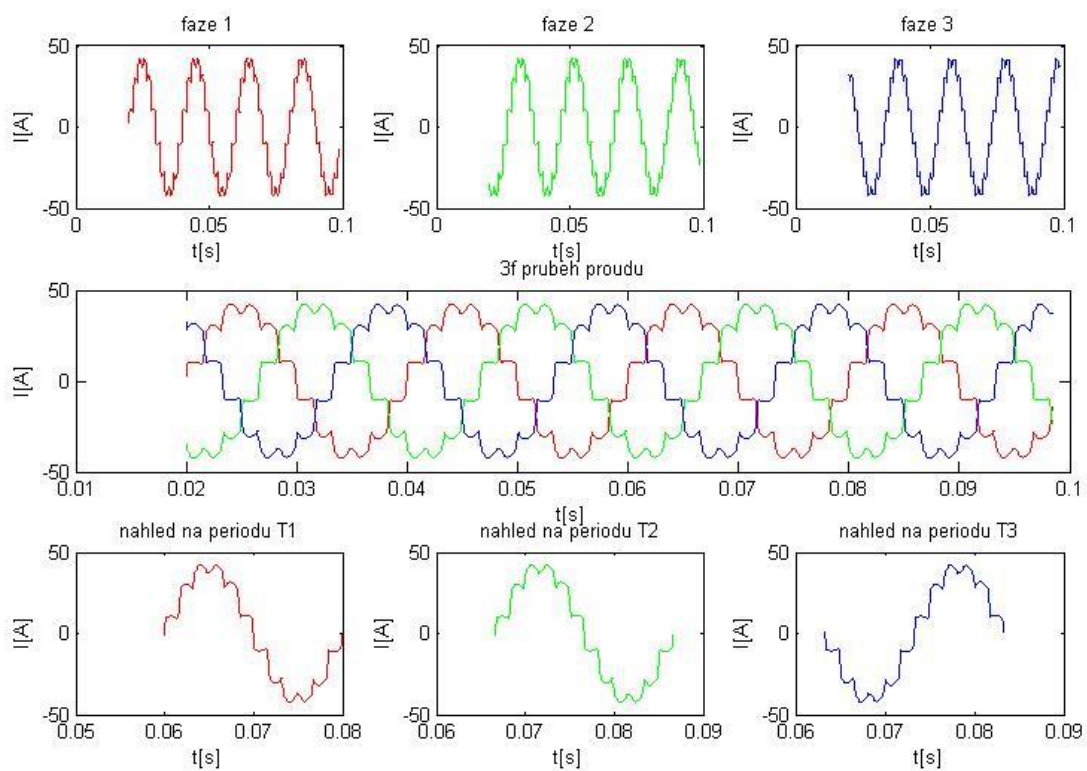 faze 1
faze 2
faze 3
50
0
-50
I[A]
0
0.05
0.1
t[s]
50
0
-50
I[A]
0
0.05
0.1
t[s]
50
0
-50
I[A]
0
0.05
0.1
t[s]
3f prubeh proudu
50
0
-50
I[A]
0.01
0.02
0.03
0.04
0.05
0.06
0.07
0.08
0.09
0.1
t[s]
nahled na periodu T1
nahled na periodu T2
nahled na periodu T3
50
0
-50
I[A]
0.05
0.06
0.07
0.08
t[s]
50
0
-50
I[A]
0.06
0.07
0.08
0.09
t[s]
50
0
-50
I[A]
0.06
0.07
0.08
0.09
t[s]